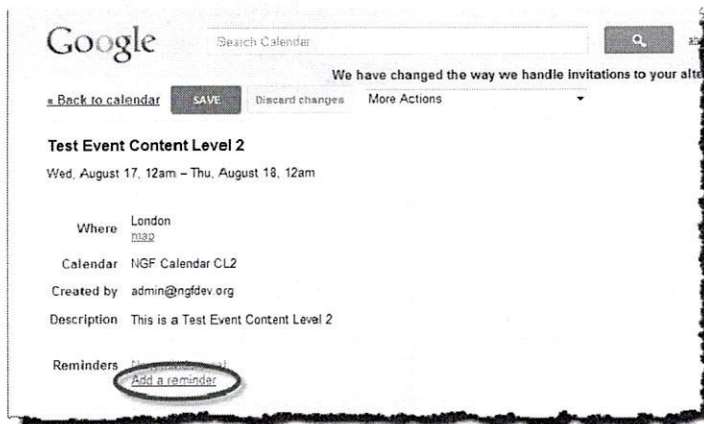 Google
Search Calendar
We have changed the way we handle invitations to your alte
« Back to calendar SAVE Discard changes More Actions
Test Event Content Level 2
Wed, August 17, 12am – Thu, August 18, 12am
Where London
map
Calendar NGF Calendar CL2
Created by admin@ngfdev.org
Description This is a Test Event Content Level 2
Reminders
Add a reminder